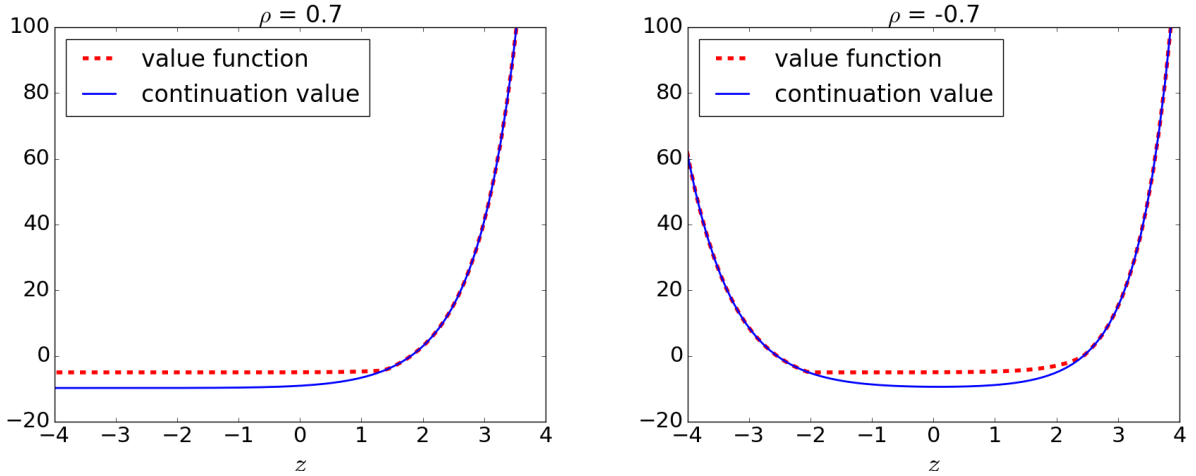 ρ = 0.7
100
80
60
40
20
0
−20
value function
continuation value
−4 −3 −2 −1 0 1 2 3 4
z
ρ = -0.7
100
80
60
40
20
0
−20
value function
continuation value
−4 −3 −2 −1 0 1 2 3 4
z